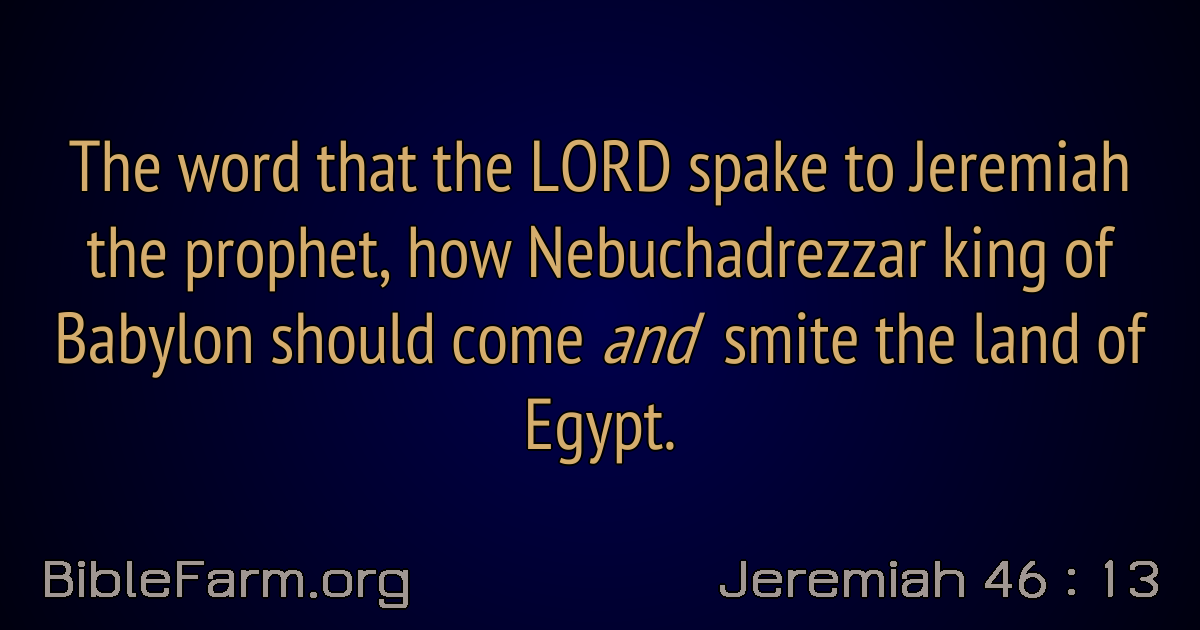 The word that the LORD spake to Jeremiah
the prophet, how Nebuchadrezzar king of
Babylon should come and smite the land of
Egypt.
BibleFarm.org
Jeremiah 46 : 13